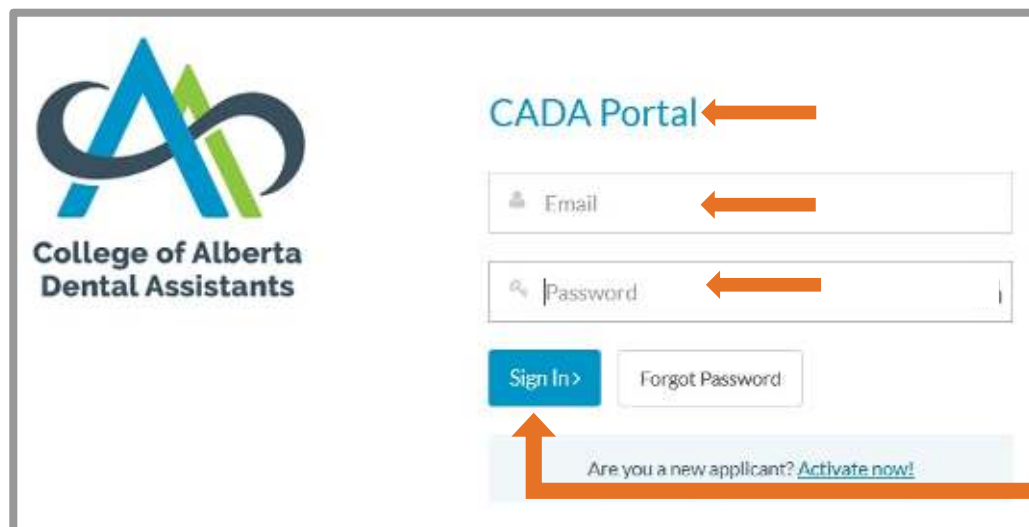 College of Alberta
Dental Assistants
CADA Portal
Email
Password
Sign In >
Forgot Password
Are you a new applicant? Activate now!